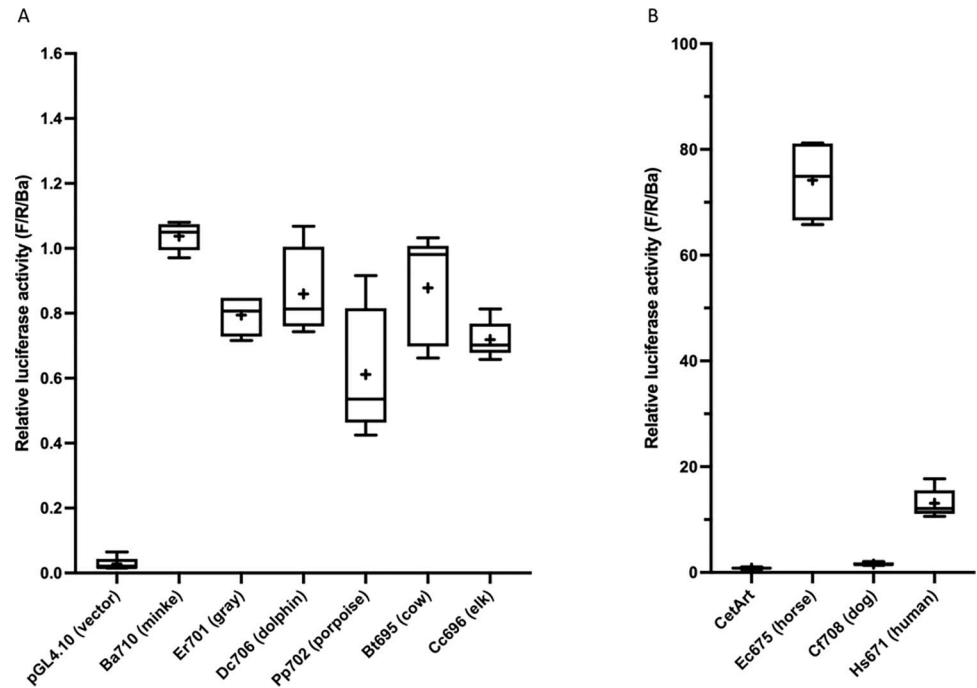 A
Relative luciferase activity (F/R/Ba)
1.6
1.4
1.2
1.0
0.8
0.6
0.4
0.2
0.0
pGL4.10 (vector)
Ba710 (minke)
Er701 (gray)
Dc706 (dolphin)
Pp702 (porpoise)
Bt695 (cow)
Cc696 (elk)
B
Relative luciferase activity (F/R/Ba)
100
80
60
40
20
0
CetArt
Ec675 (horse)
Cf708 (dog)
Hs671 (human)